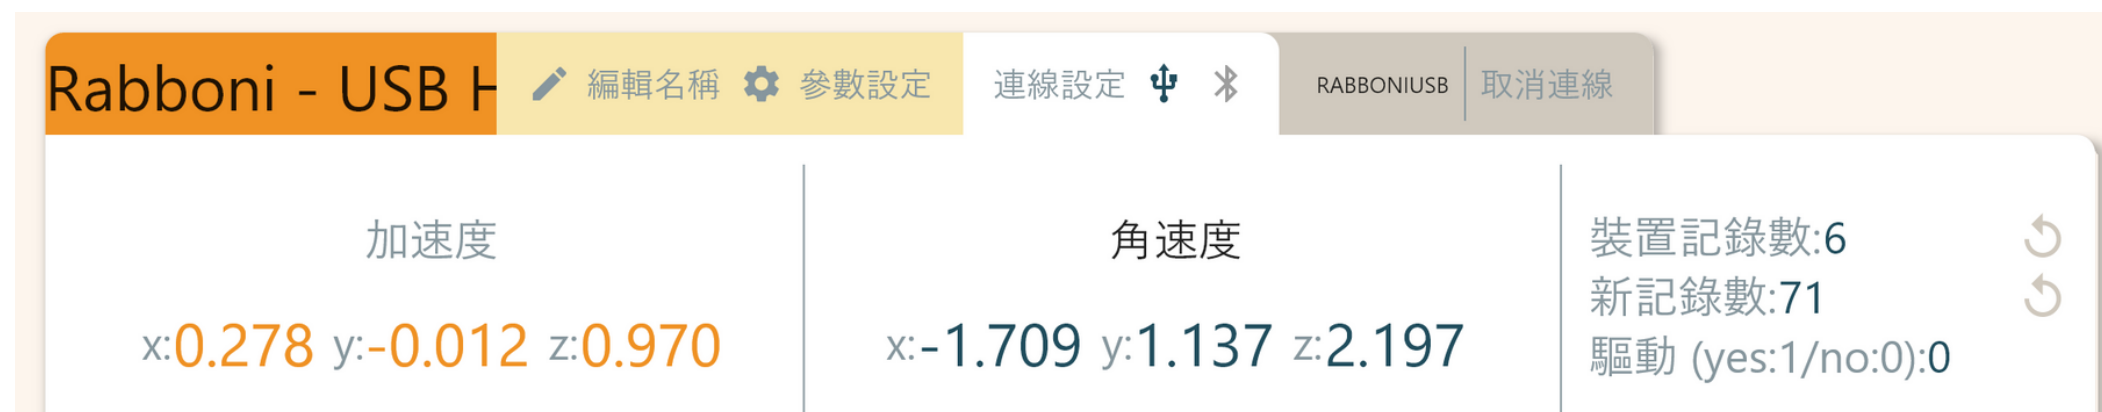 Rabboni - USB H 編輯名稱 參數設定 連線設定 RABBONIUSB 取消連線
加速度
x:0.278 y:-0.012 z:0.970
角速度
x:-1.709 y:1.137 z:2.197
裝置記錄數:6
新記錄數:71
驅動 (yes:1/no:0):0